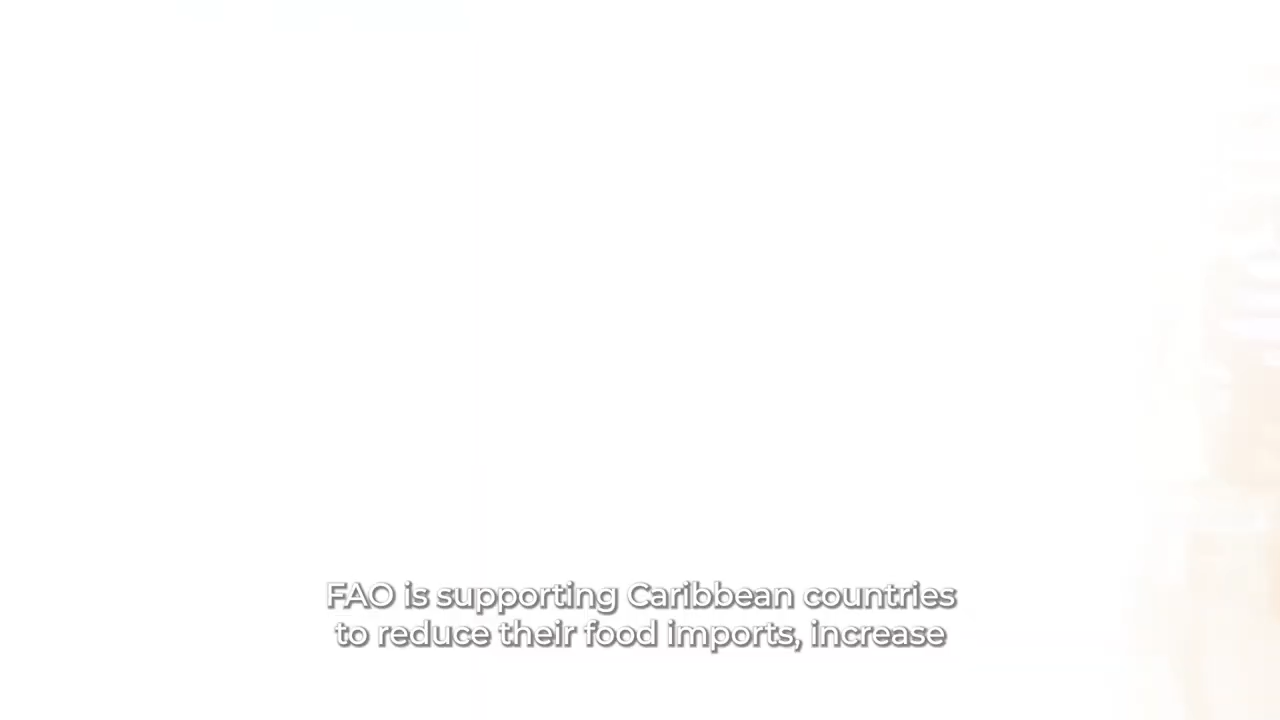 FAO is supporting Caribbean countries
to reduce their food imports, increase